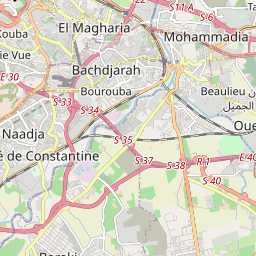 S 11 A
El Magharia
Kouba
S 6
Mohammadia
ie Vue
Bachdjarah
E 30
Bourouba
Beaulieu ن
الجميل
S 33
S 34
Naadja
S 35
Oue
é de Constantine
S 37
S 38
R 1
E 40
S 40
Baraki